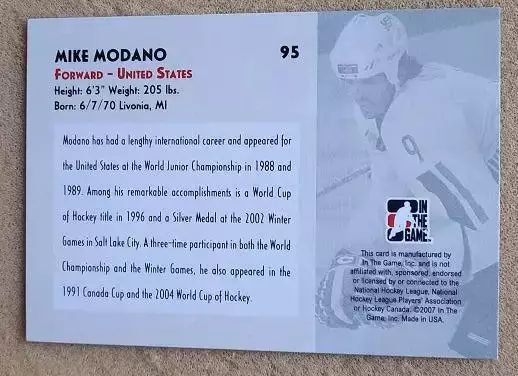 MIKE MODANO
95
FORWARD - UNITED STATES
Height: 6'3" Weight: 205 lbs.
Born: 6/7/70 Livonia, MI
Modano has had a lengthy international career and appeared for
the United States at the World Junior Championship in 1988 and
1989. Among his remarkable accomplishments is a World Cup
of Hockey title in 1996 and a Silver Medal at the 2002 Winter
Games in Salt Lake City. A three-time participant in both the World
Championship and the Winter Games, he also appeared in the
1991 Canada Cup and the 2004 World Cup of Hockey.
9
IN
THE
GAME
This card is manufactured by
In The Game, Inc. and is not
affiliated with, sponsored, endorsed
or licensed by or connected to the
National Hockey League, National
Hockey League Players' Association
or Hockey Canada. ©2007 In The
Game, Inc. Made in USA.